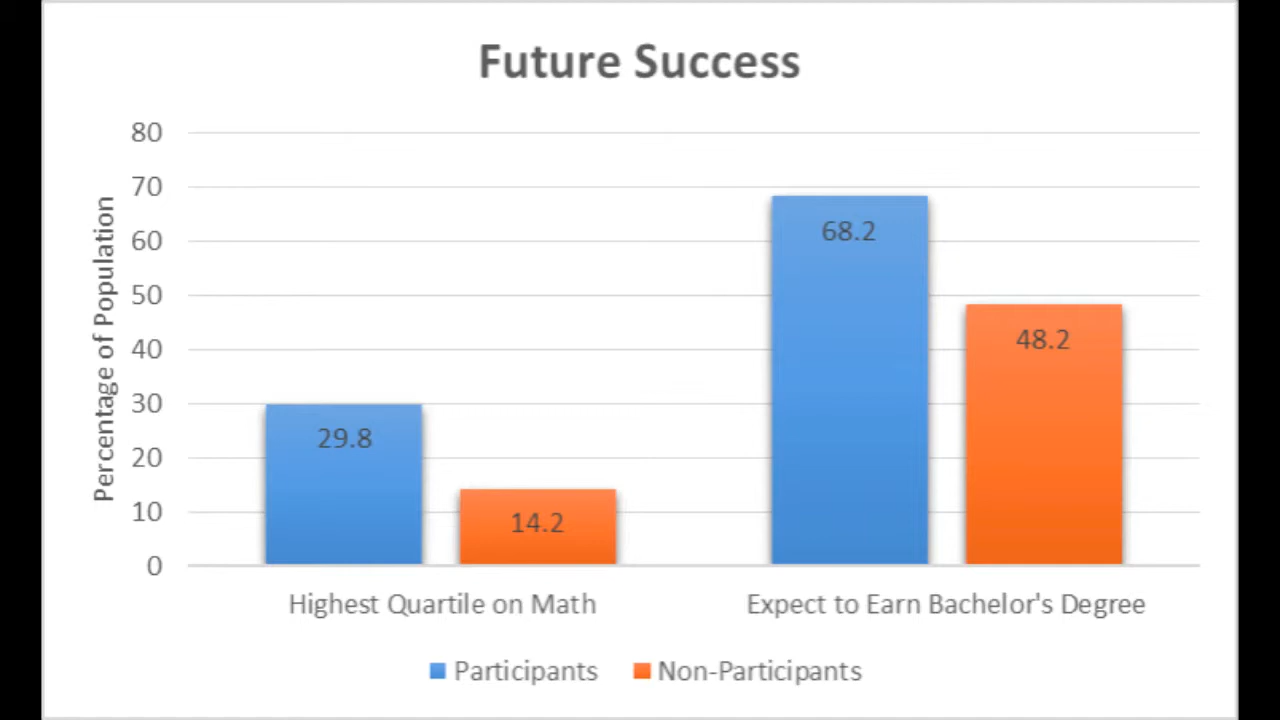 Future Success
Percentage of Population
80
70
60
50
40
30
20
10
0
29.8
14.2
68.2
48.2
Highest Quartile on Math
Expect to Earn Bachelor's Degree
Participants
Non-Participants